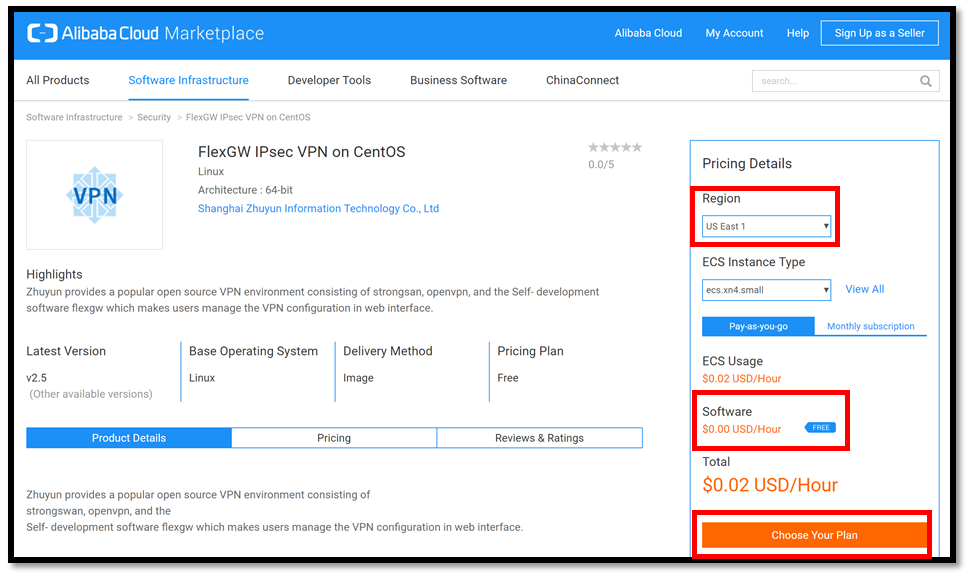 Alibaba Cloud Marketplace
Alibaba Cloud My Account Help Sign Up as a Seller
All Products Software Infrastructure Developer Tools Business Software ChinaConnect search...
Software Infrastructure > Security > FlexGW IPsec VPN on CentOS
VPN
FlexGW IPsec VPN on CentOS
Linux
Architecture : 64-bit
Shanghai Zhuyun Information Technology Co., Ltd
0.0/5
Highlights
Zhuyun provides a popular open source VPN environment consisting of strongsan, openvpn, and the Self- development
software flexgw which makes users manage the VPN configuration in web interface.
Latest Version
v2.5
(Other available versions)
Base Operating System
Linux
Delivery Method
Image
Pricing Plan
Free
Product Details Pricing Reviews & Ratings
Zhuyun provides a popular open source VPN environment consisting of
strongswan, openvpn, and the
Self- development software flexgw which makes users manage the VPN configuration in web interface.
Pricing Details
Region
US East 1
ECS Instance Type
ecs.xn4.small View All
Pay-as-you-go Monthly subscription
ECS Usage
$0.02 USD/Hour
Software
$0.00 USD/Hour FREE
Total
$0.02 USD/Hour
Choose Your Plan